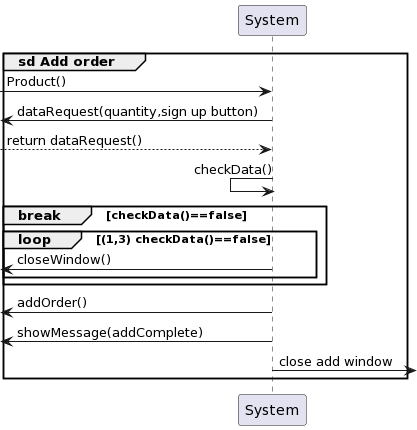 System
sd Add order
Product()
dataRequest(quantity,sign up button)
return dataRequest()
checkData()
break [checkData()==false]
loop [(1,3) checkData()==false]
closeWindow()
addOrder()
showMessage(addComplete)
close add window
System